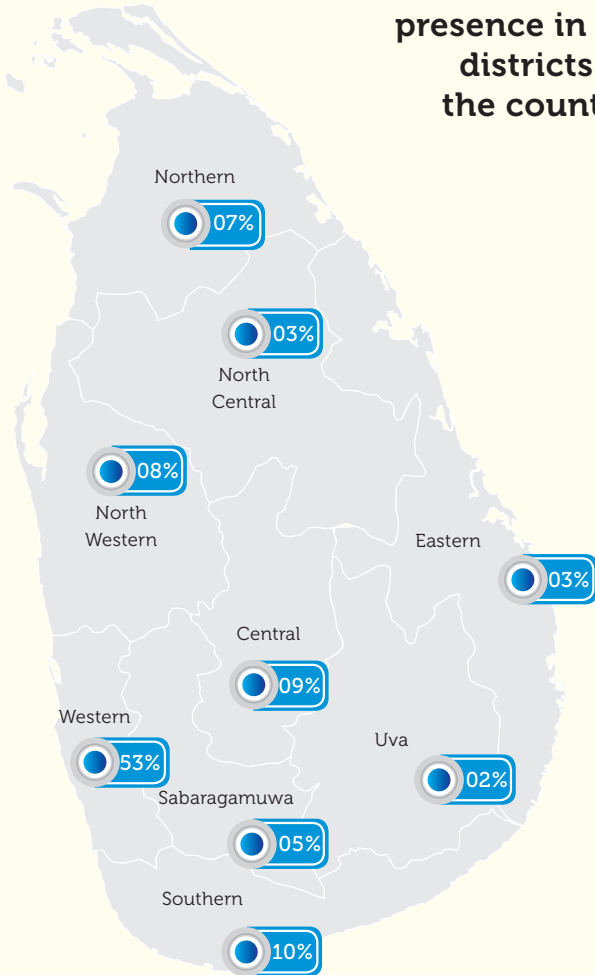 presence in
districts
the count
Northern
07%
03%
North
Central
08%
North
Western
Eastern
03%
Central
09%
Western
53%
Uva
02%
Sabaragamuwa
05%
Southern
10%